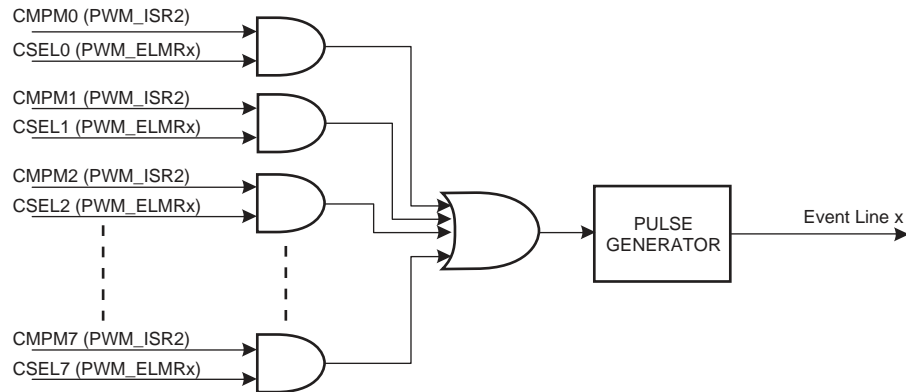 CMPM0 (PWM_ISR2)
CSEL0 (PWM_ELMRx)
CMPM1 (PWM_ISR2)
CSEL1 (PWM_ELMRx)
CMPM2 (PWM_ISR2)
CSEL2 (PWM_ELMRx)
PULSE
GENERATOR
Event Line x
CMPM7 (PWM_ISR2)
CSEL7 (PWM_ELMRx)